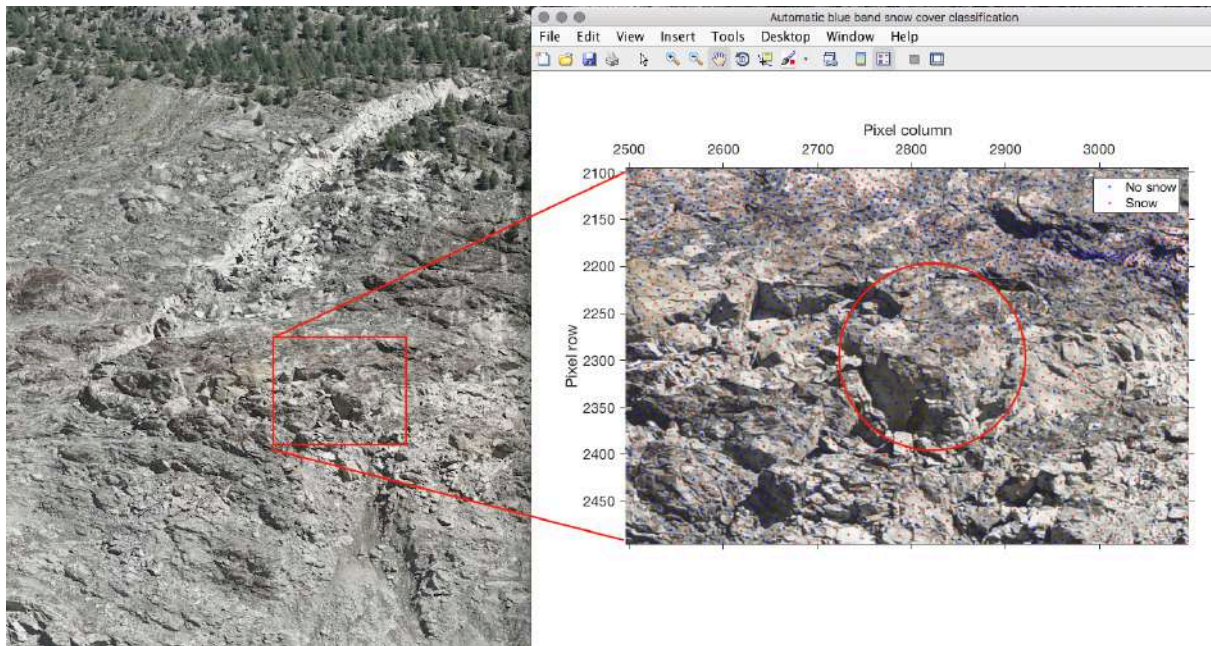 Automatic blue band snow cover classification
File Edit View Insert Tools Desktop Window Help
Pixel column
2500 2600 2700 2800 2900 3000
Pixel row
2100
2150
2200
2250
2300
2350
2400
2450
No snow
Snow